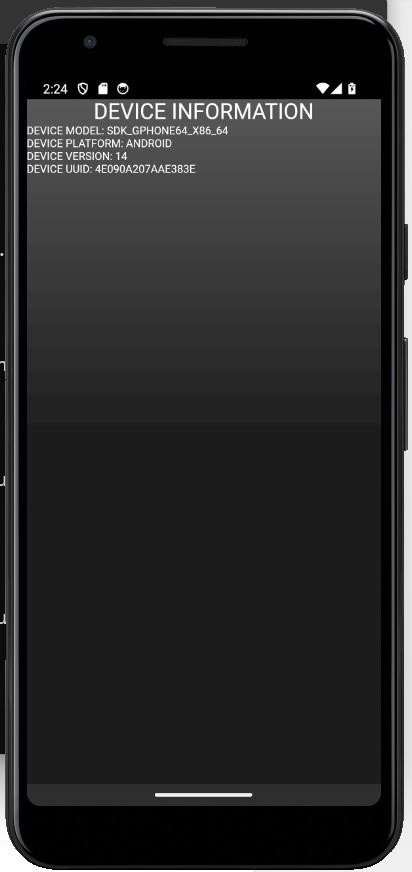 2:24
DEVICE INFORMATION
DEVICE MODEL: SDK_GPHONE64_X86_64
DEVICE PLATFORM: ANDROID
DEVICE VERSION: 14
DEVICE UUID: 4E090A207AAE383E